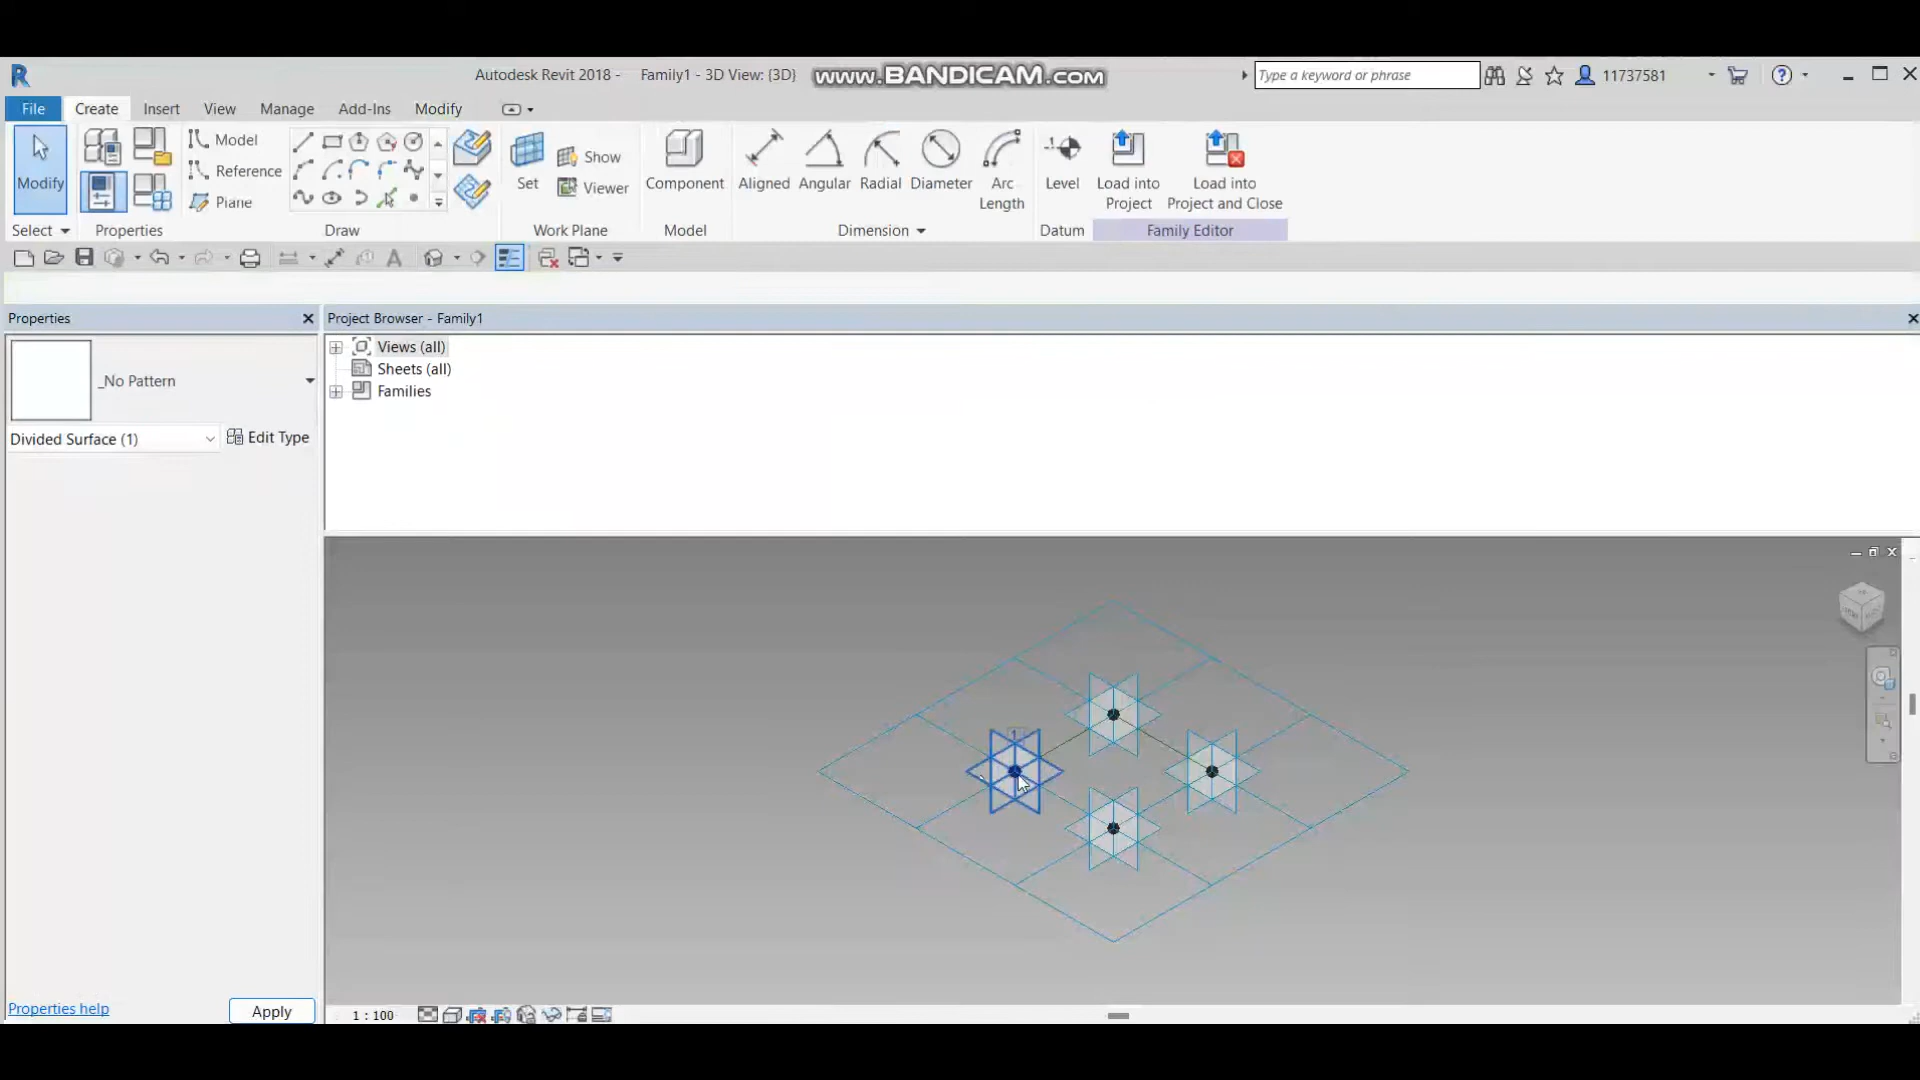 Autodesk Revit 2018 - Family1 - 3D View: {3D}
www.BANDICAM.com
Type a keyword or phrase
11737581
File Create Insert View Manage Add-Ins Modify
Modify
Model
Reference
Plane
Set
Show
Viewer
Component
Aligned
Angular
Radial
Diameter
Arc
Length
Level
Load into
Project
Load into
Project and Close
Select
Properties
Draw
Work Plane
Model
Dimension
Datum
Family Editor
Properties
Project Browser - Family1
_No Pattern
Divided Surface (1)
Edit Type
Views (all)
Sheets (all)
Families
1
Properties help
Apply
1 : 100